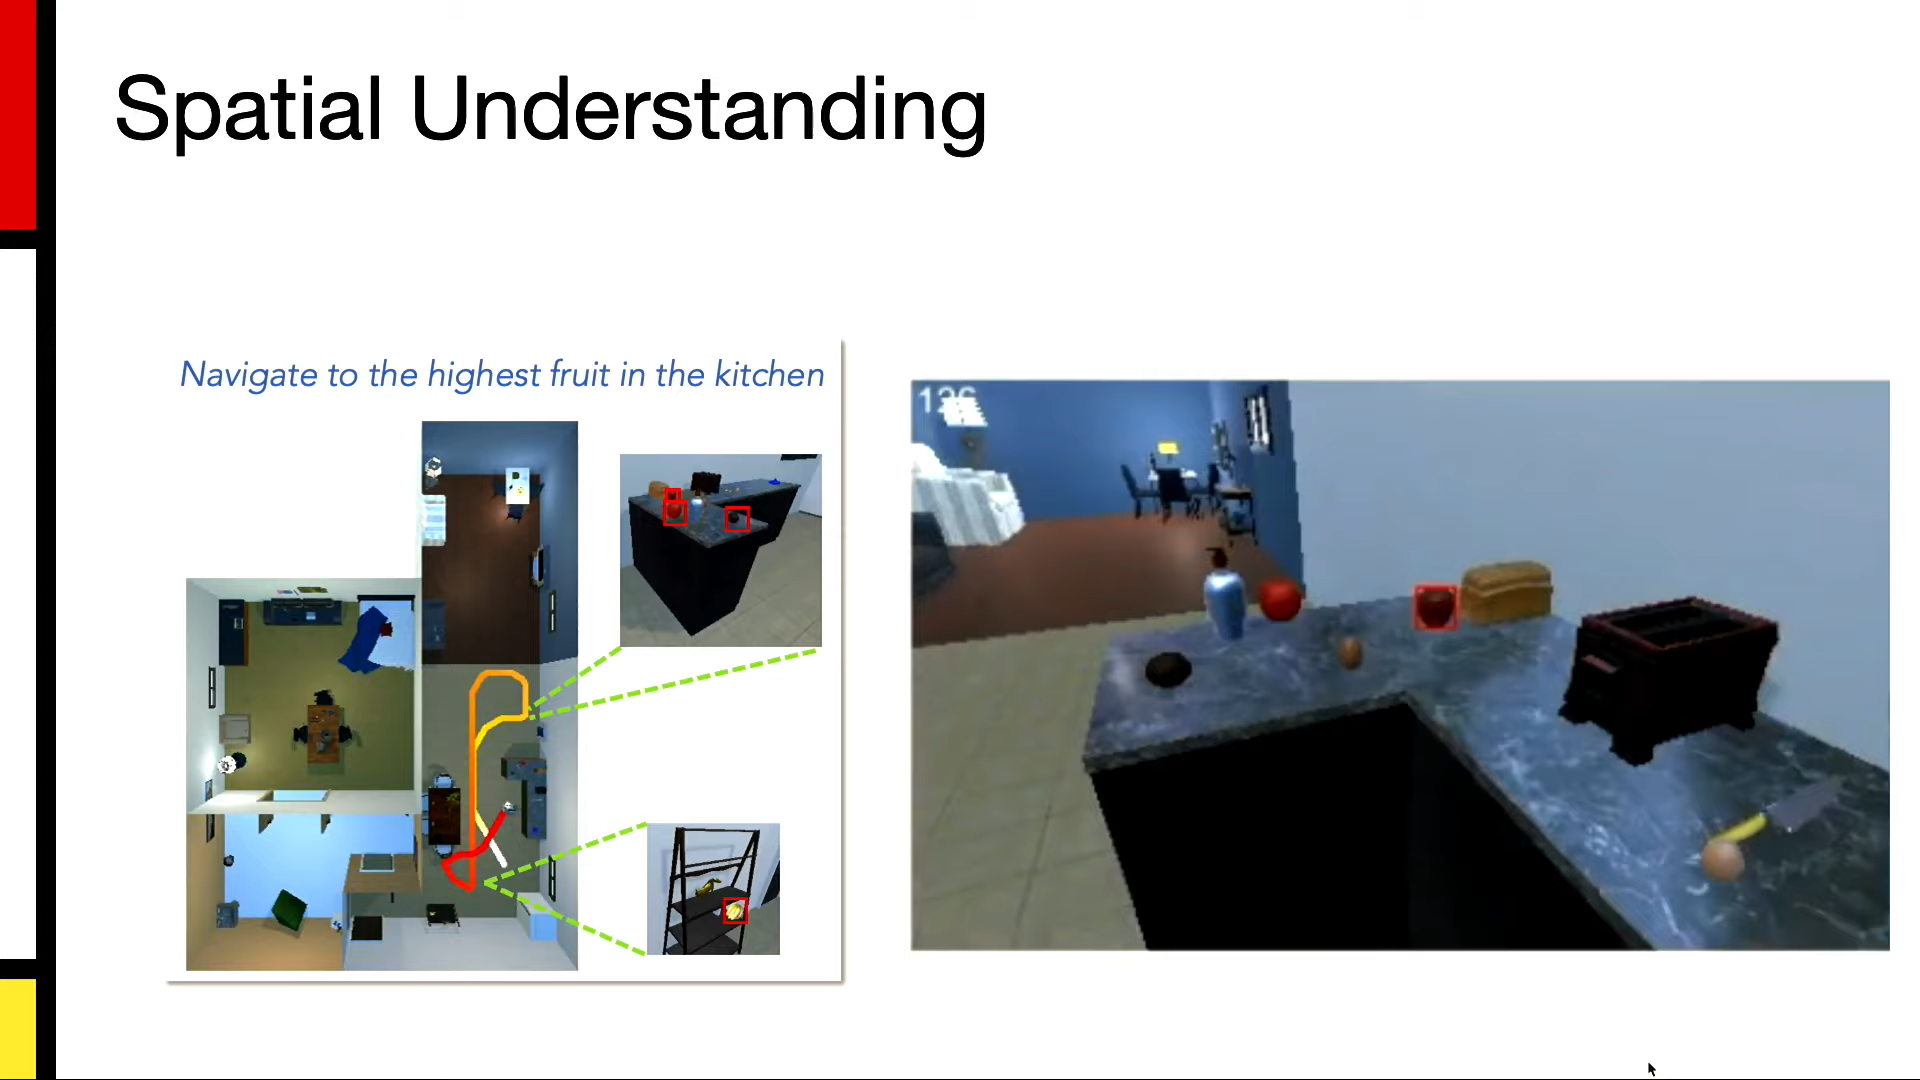 Spatial Understanding
Navigate to the highest fruit in the kitchen